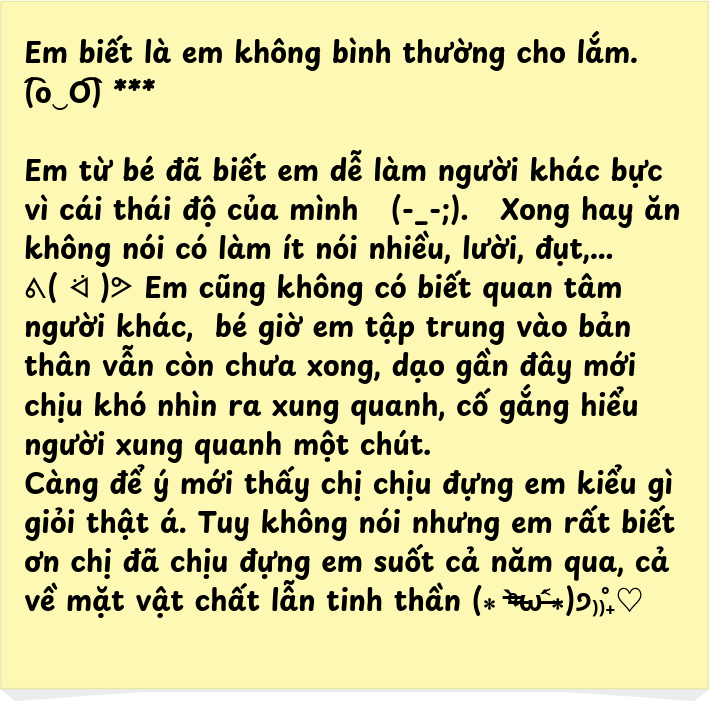 Em biết là em không bình thường cho lắm.
(͡o‿O͡) ***
Em từ bé đã biết em dễ làm người khác bực
vì cái thái độ của mình (-_-;). Xong hay ăn
không nói có làm ít nói nhiều, lười, đụt,...
ᕕ( ᐛ )ᕗ Em cũng không có biết quan tâm
người khác, bé giờ em tập trung vào bản
thân vẫn còn chưa xong, dạo gần đây mới
chịu khó nhìn ra xung quanh, cố gắng hiểu
người xung quanh một chút.
Càng để ý mới thấy chị chịu đựng em kiểu gì
giỏi thật á. Tuy không nói nhưng em rất biết
ơn chị đã chịu đựng em suốt cả năm qua, cả
về mặt vật chất lẫn tinh thần (⁎˃ᴗ˂⁎)੭⁾⁾₊˚♡